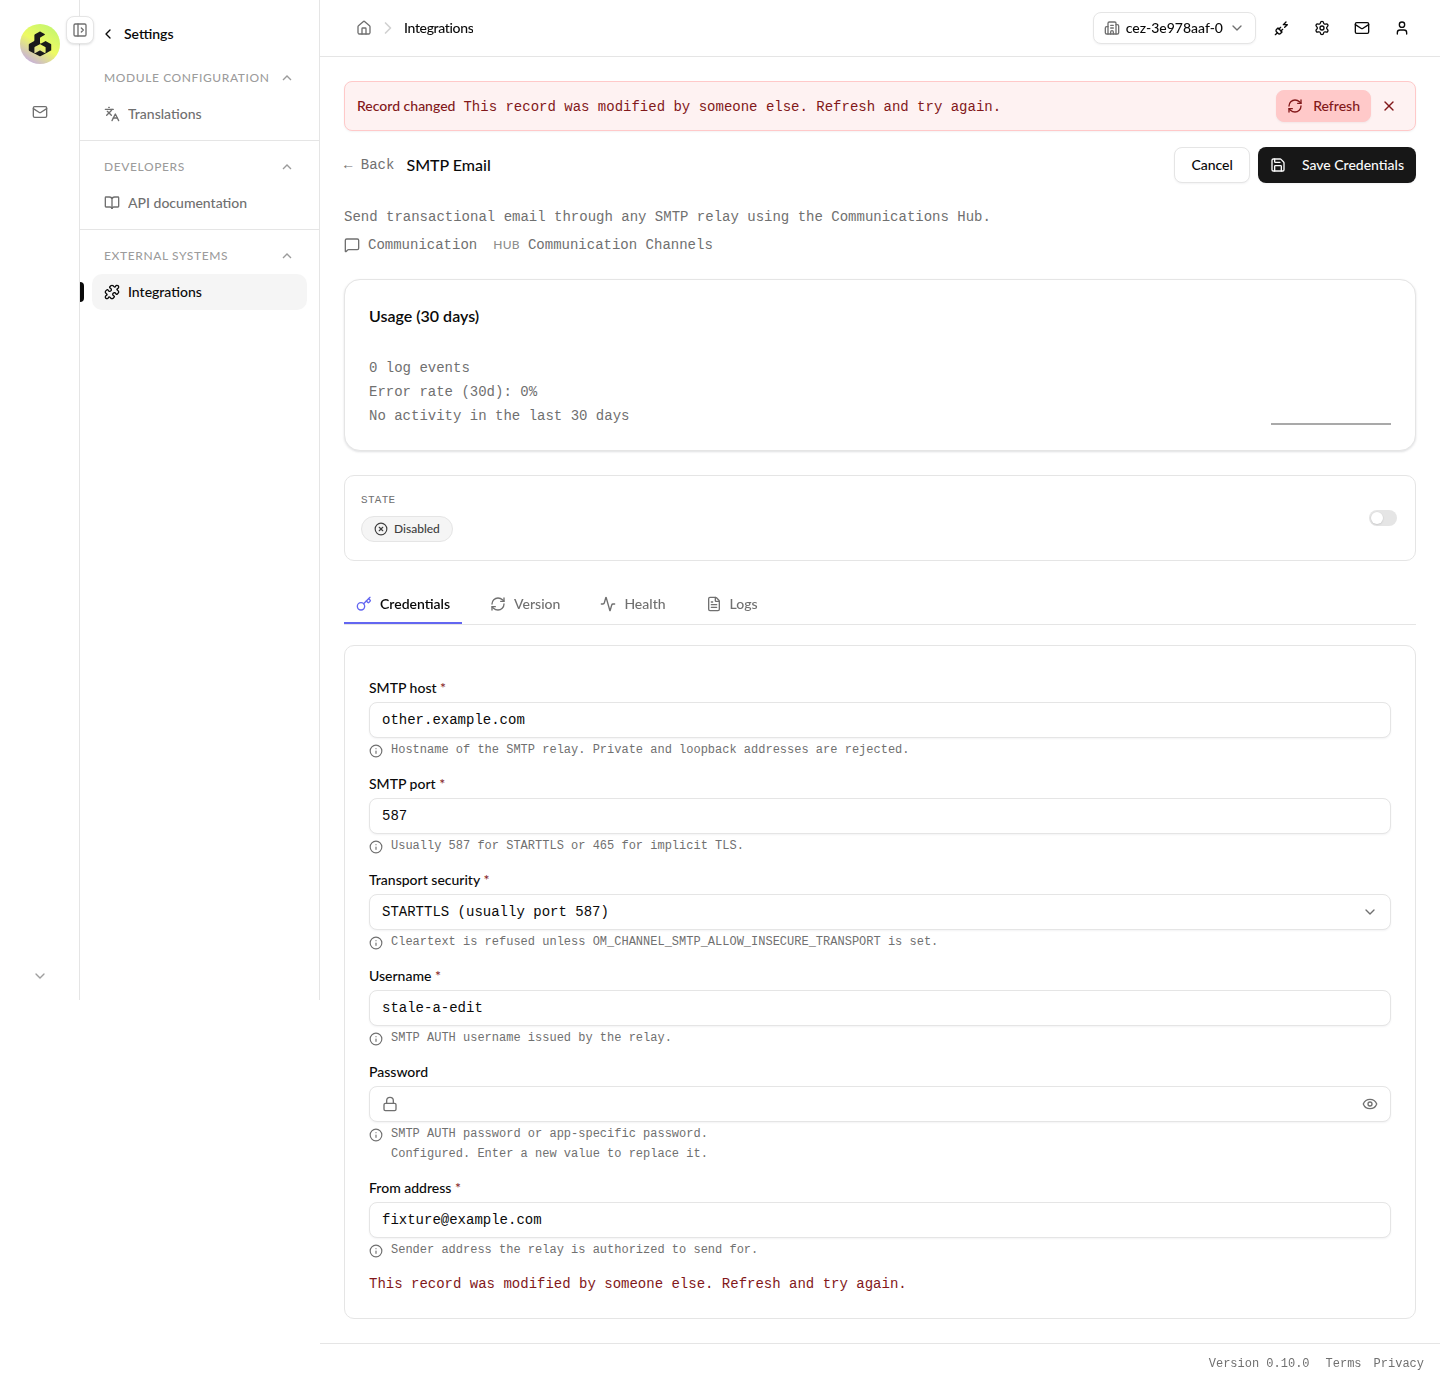 Settings
MODULE CONFIGURATION
Translations
DEVELOPERS
API documentation
EXTERNAL SYSTEMS
Integrations
Integrations
cez-3e978aaf-0
Record changed This record was modified by someone else. Refresh and try again.
Refresh
← Back SMTP Email
Cancel
Save Credentials
Send transactional email through any SMTP relay using the Communications Hub.
Communication HUB Communication Channels
Usage (30 days)
0 log events
Error rate (30d): 0%
No activity in the last 30 days
STATE
Disabled
Credentials Version Health Logs
SMTP host *
other.example.com
Hostname of the SMTP relay. Private and loopback addresses are rejected.
SMTP port *
587
Usually 587 for STARTTLS or 465 for implicit TLS.
Transport security *
STARTTLS (usually port 587)
Cleartext is refused unless OM_CHANNEL_SMTP_ALLOW_INSECURE_TRANSPORT is set.
Username *
stale-a-edit
SMTP AUTH username issued by the relay.
Password
SMTP AUTH password or app-specific password.
Configured. Enter a new value to replace it.
From address *
fixture@example.com
Sender address the relay is authorized to send for.
This record was modified by someone else. Refresh and try again.
Version 0.10.0 Terms Privacy